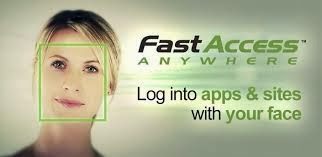 FastAccess™
ANYWHERE
Log into apps & sites
with your face